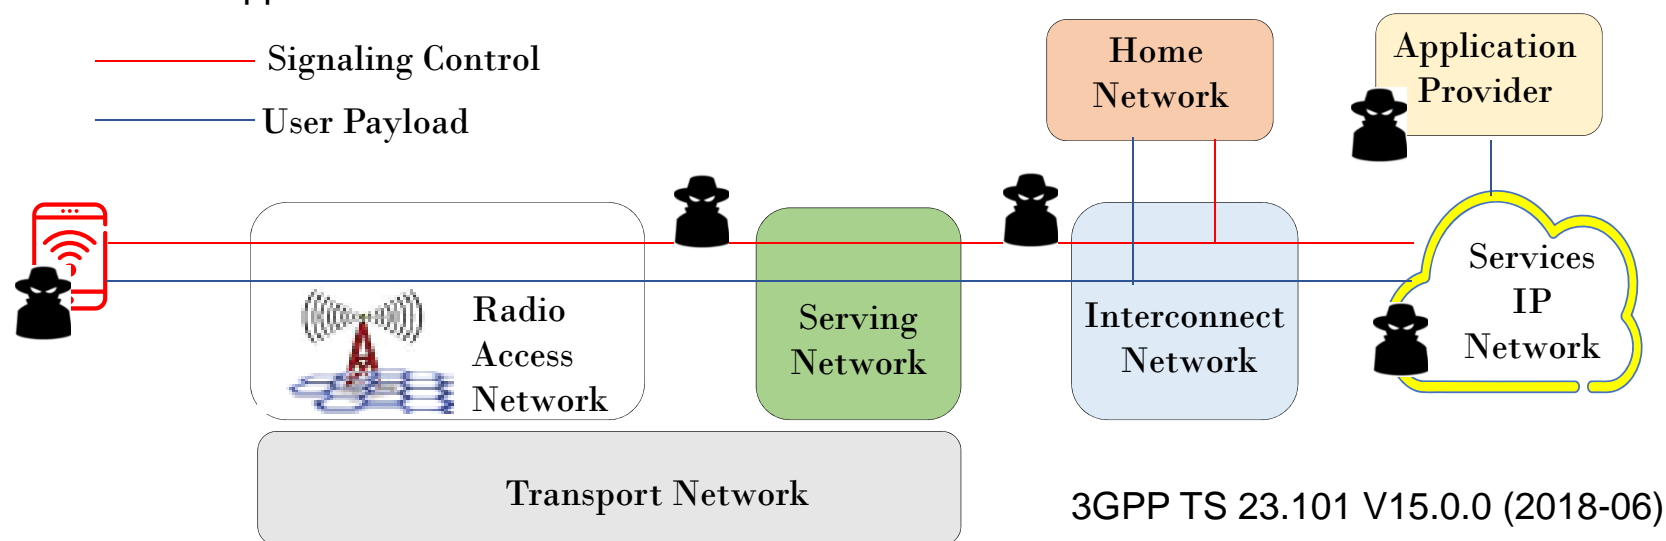 Signaling Control
User Payload
Home
Network
Application
Provider
Radio
Access
Network
Serving
Network
Interconnect
Network
Services
IP
Network
Transport Network
3GPP TS 23.101 V15.0.0 (2018-06)